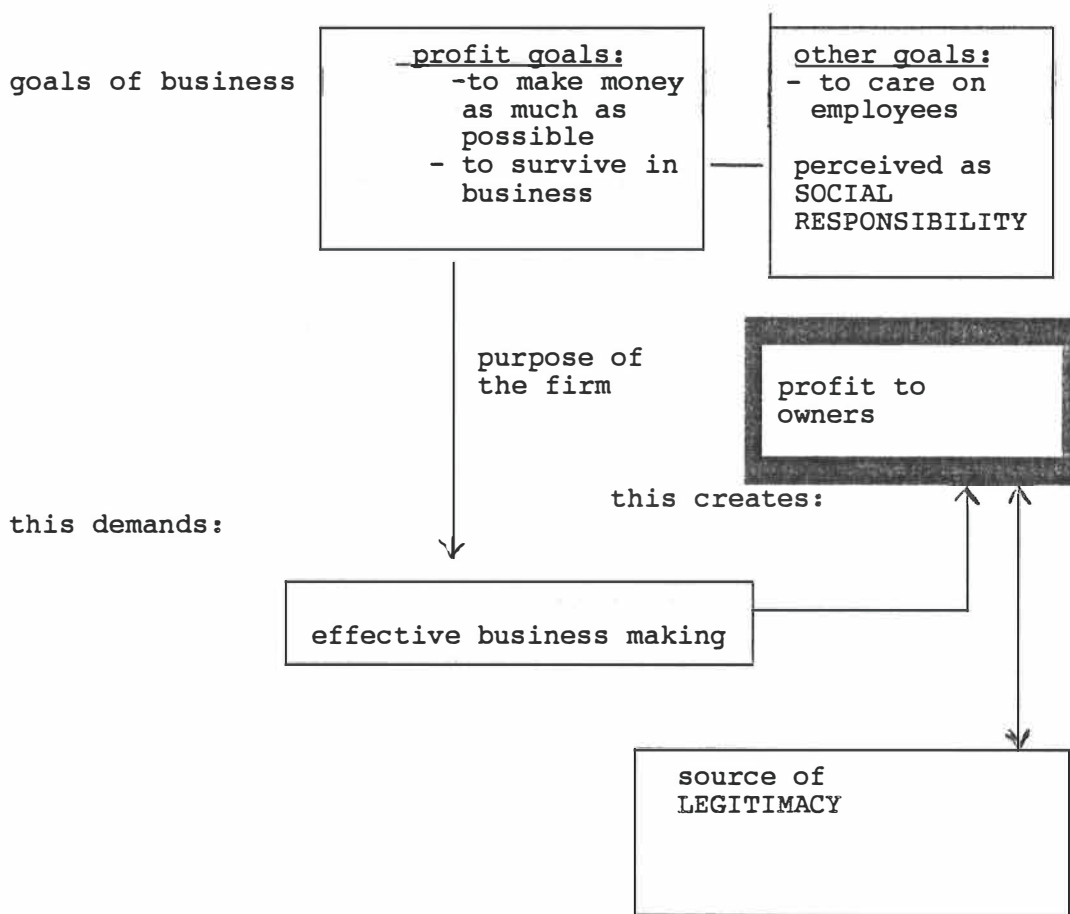 goals of business
profit goals:
-to make money
as much as
possible
- to survive in
business
other goals:
- to care on
employees
perceived as
SOCIAL
RESPONSIBILITY
purpose of
the firm
profit to
owners
this creates:
this demands:
effective business making
source of
LEGITIMACY